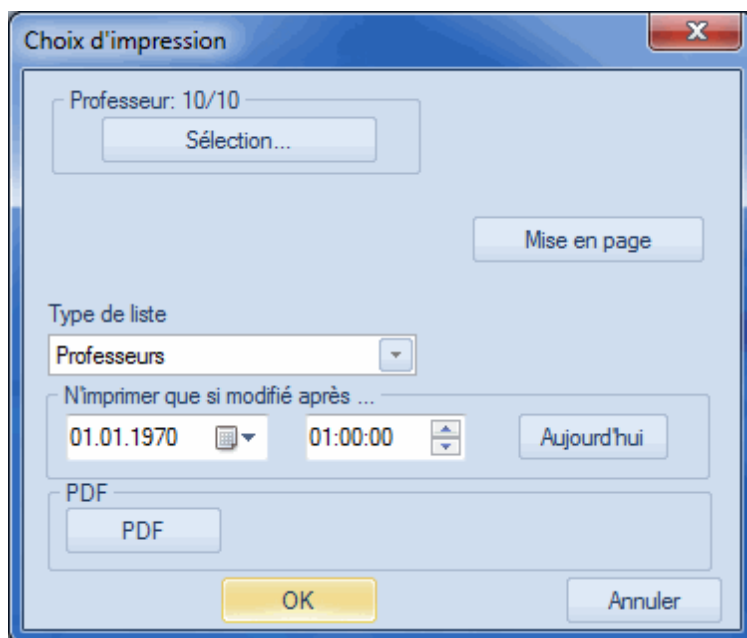 Choix d'impression
Professeur: 10/10
Sélection...
Mise en page
Type de liste
Professeurs
N'imprimer que si modifié après ...
01.01.1970 01:00:00 Aujourd'hui
PDF
PDF
OK Annuler